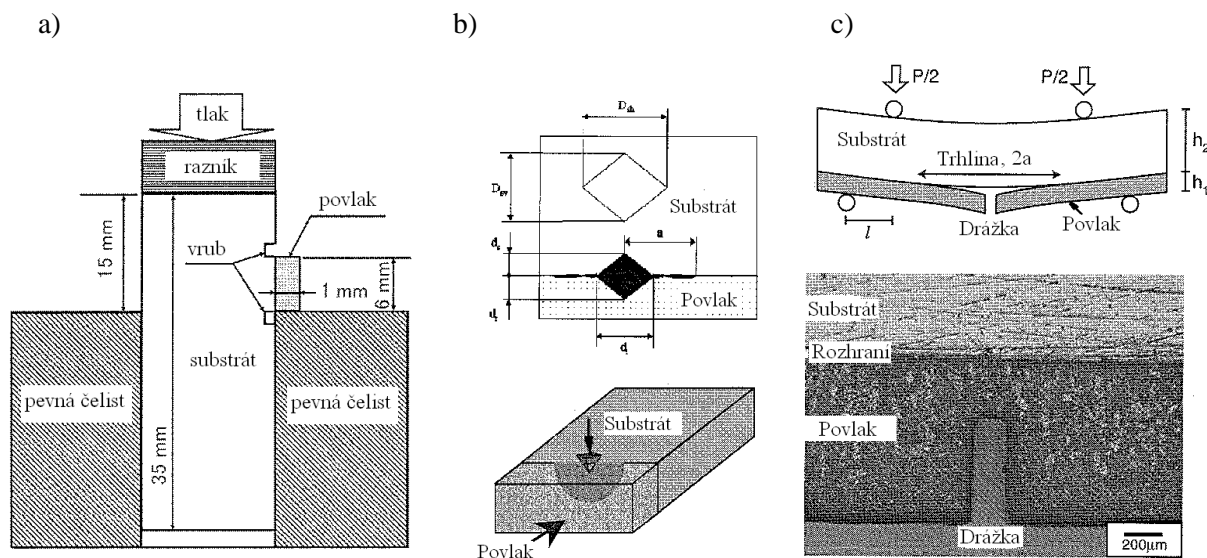 a)
tlak
razník
povlak
vrub
15 mm
1 mm
6 mm
substrát
pevná čelist
pevná čelist
35 mm
b)
Substrát
a
Povlak
Substrát
Povlak
c)
P/2
P/2
Substrát
h2
Trhlina, 2a
h1
Drážka
Povlak
l
Substrát
Rozhraní
Povlak
Drážka
200µm